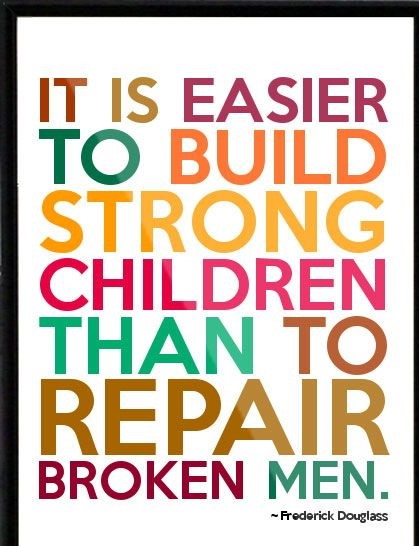 IT IS EASIER
TO BUILD
STRONG
CHILDREN
THAN TO
REPAIR
BROKEN MEN.
~ Frederick Douglass